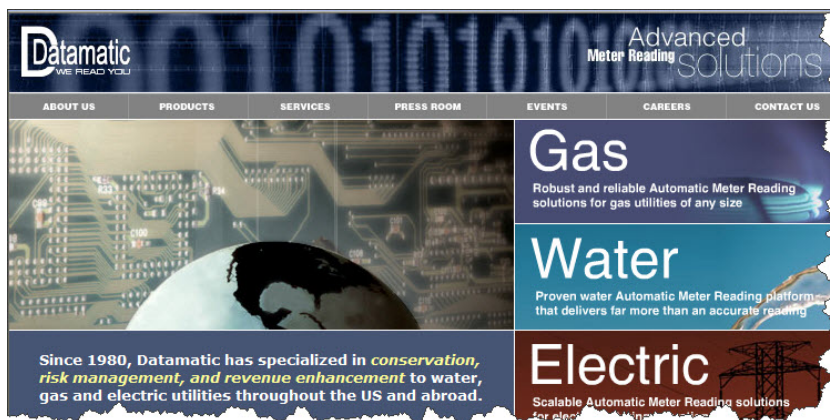 Datamatic
WE READ YOU
Advanced
Meter Reading
solutions
ABOUT US
PRODUCTS
SERVICES
PRESS ROOM
EVENTS
CAREERS
CONTACT US
Gas
Robust and reliable Automatic Meter Reading
solutions for gas utilities of any size
Water
Proven water Automatic Meter Reading platform
that delivers far more than an accurate reading
Since 1980, Datamatic has specialized in conservation,
risk management, and revenue enhancement to water,
gas and electric utilities throughout the US and abroad.
Electric
Scalable Automatic Meter Reading solutions